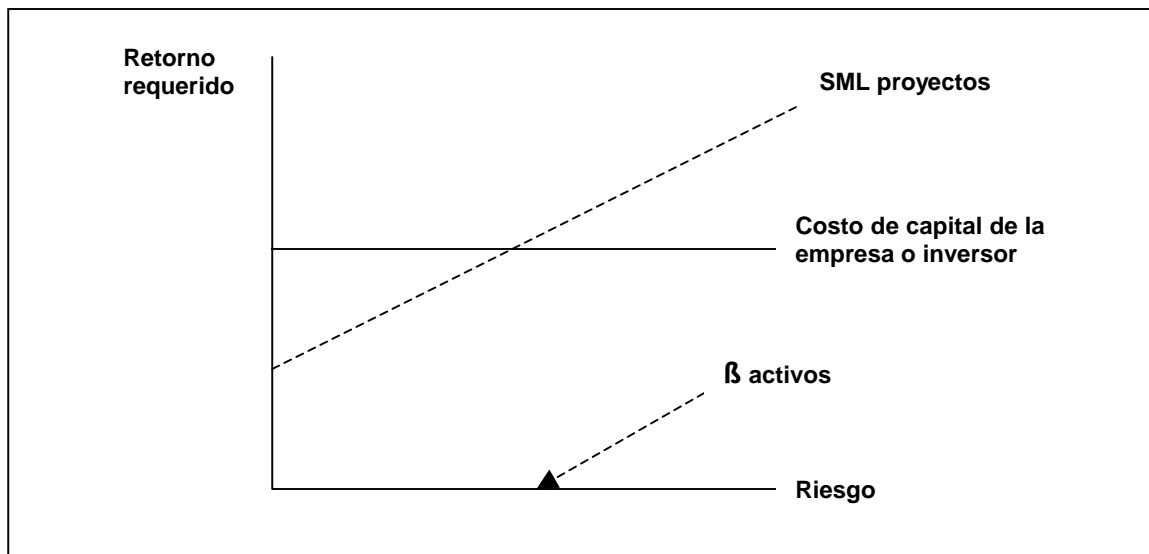 Retorno
requerido
SML proyectos
Costo de capital de la
empresa o inversor
ß activos
Riesgo